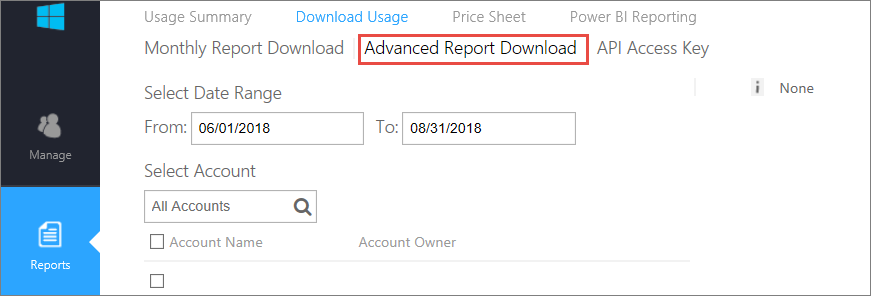 Usage Summary Download Usage Price Sheet Power BI Reporting
Monthly Report Download Advanced Report Download API Access Key
Select Date Range
i None
From: 06/01/2018 To: 08/31/2018
Manage
Select Account
All Accounts
Account Name Account Owner
Reports